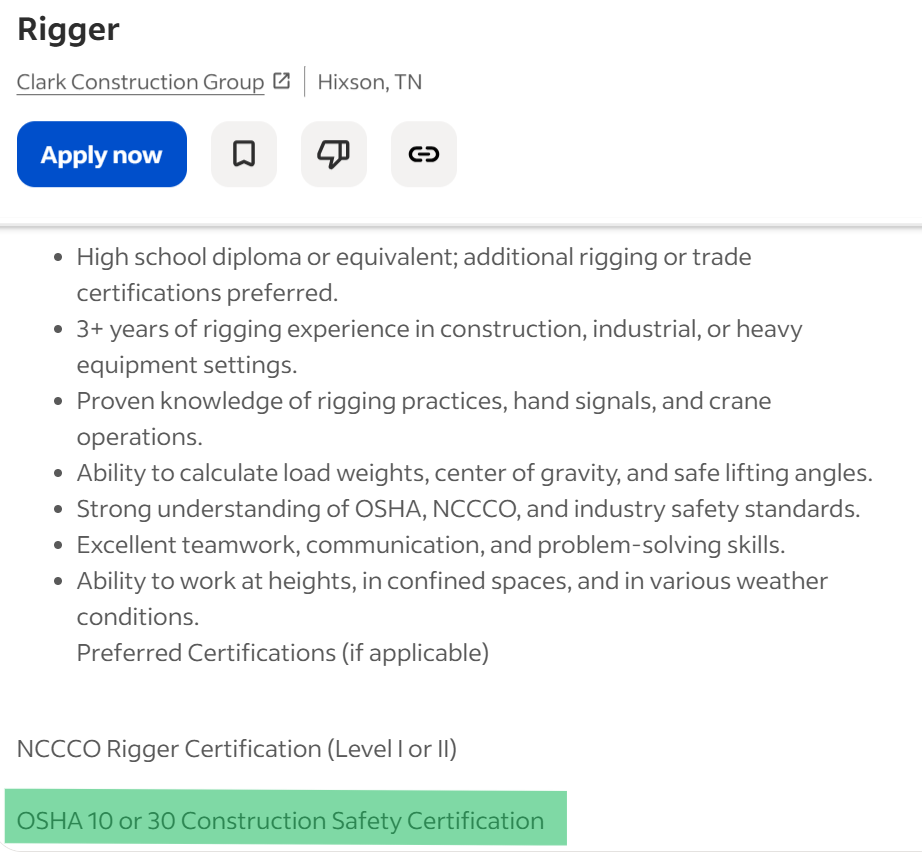 Rigger
Clark Construction Group Hixson, TN
Apply now
• High school diploma or equivalent; additional rigging or trade
certifications preferred.
• 3+ years of rigging experience in construction, industrial, or heavy
equipment settings.
• Proven knowledge of rigging practices, hand signals, and crane
operations.
• Ability to calculate load weights, center of gravity, and safe lifting angles.
• Strong understanding of OSHA, NCCCO, and industry safety standards.
• Excellent teamwork, communication, and problem-solving skills.
• Ability to work at heights, in confined spaces, and in various weather
conditions.
Preferred Certifications (if applicable)
NCCCO Rigger Certification (Level I or II)
OSHA 10 or 30 Construction Safety Certification